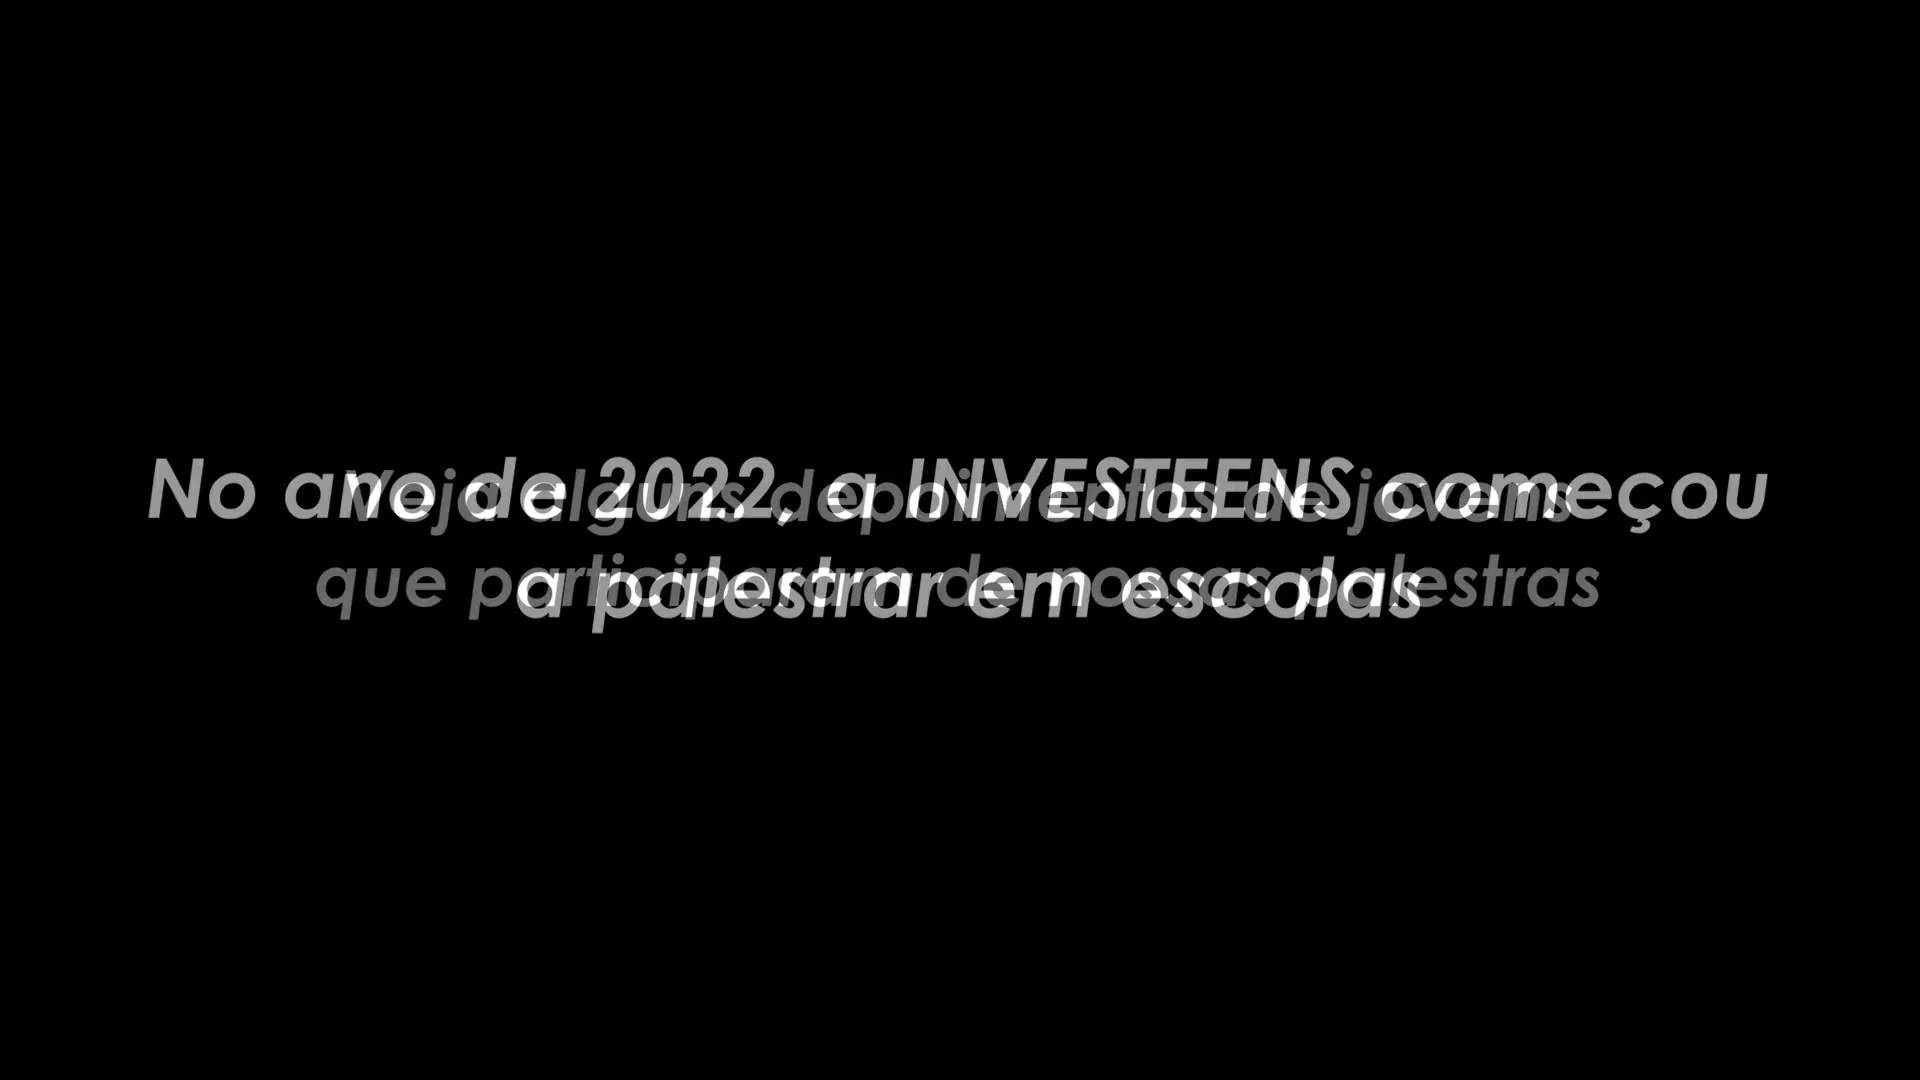 No ano de 2022, a INVESTEENS começou
a palestrar em escolas
Veja alguns depoimentos de jovens
que participaram de nossas palestras